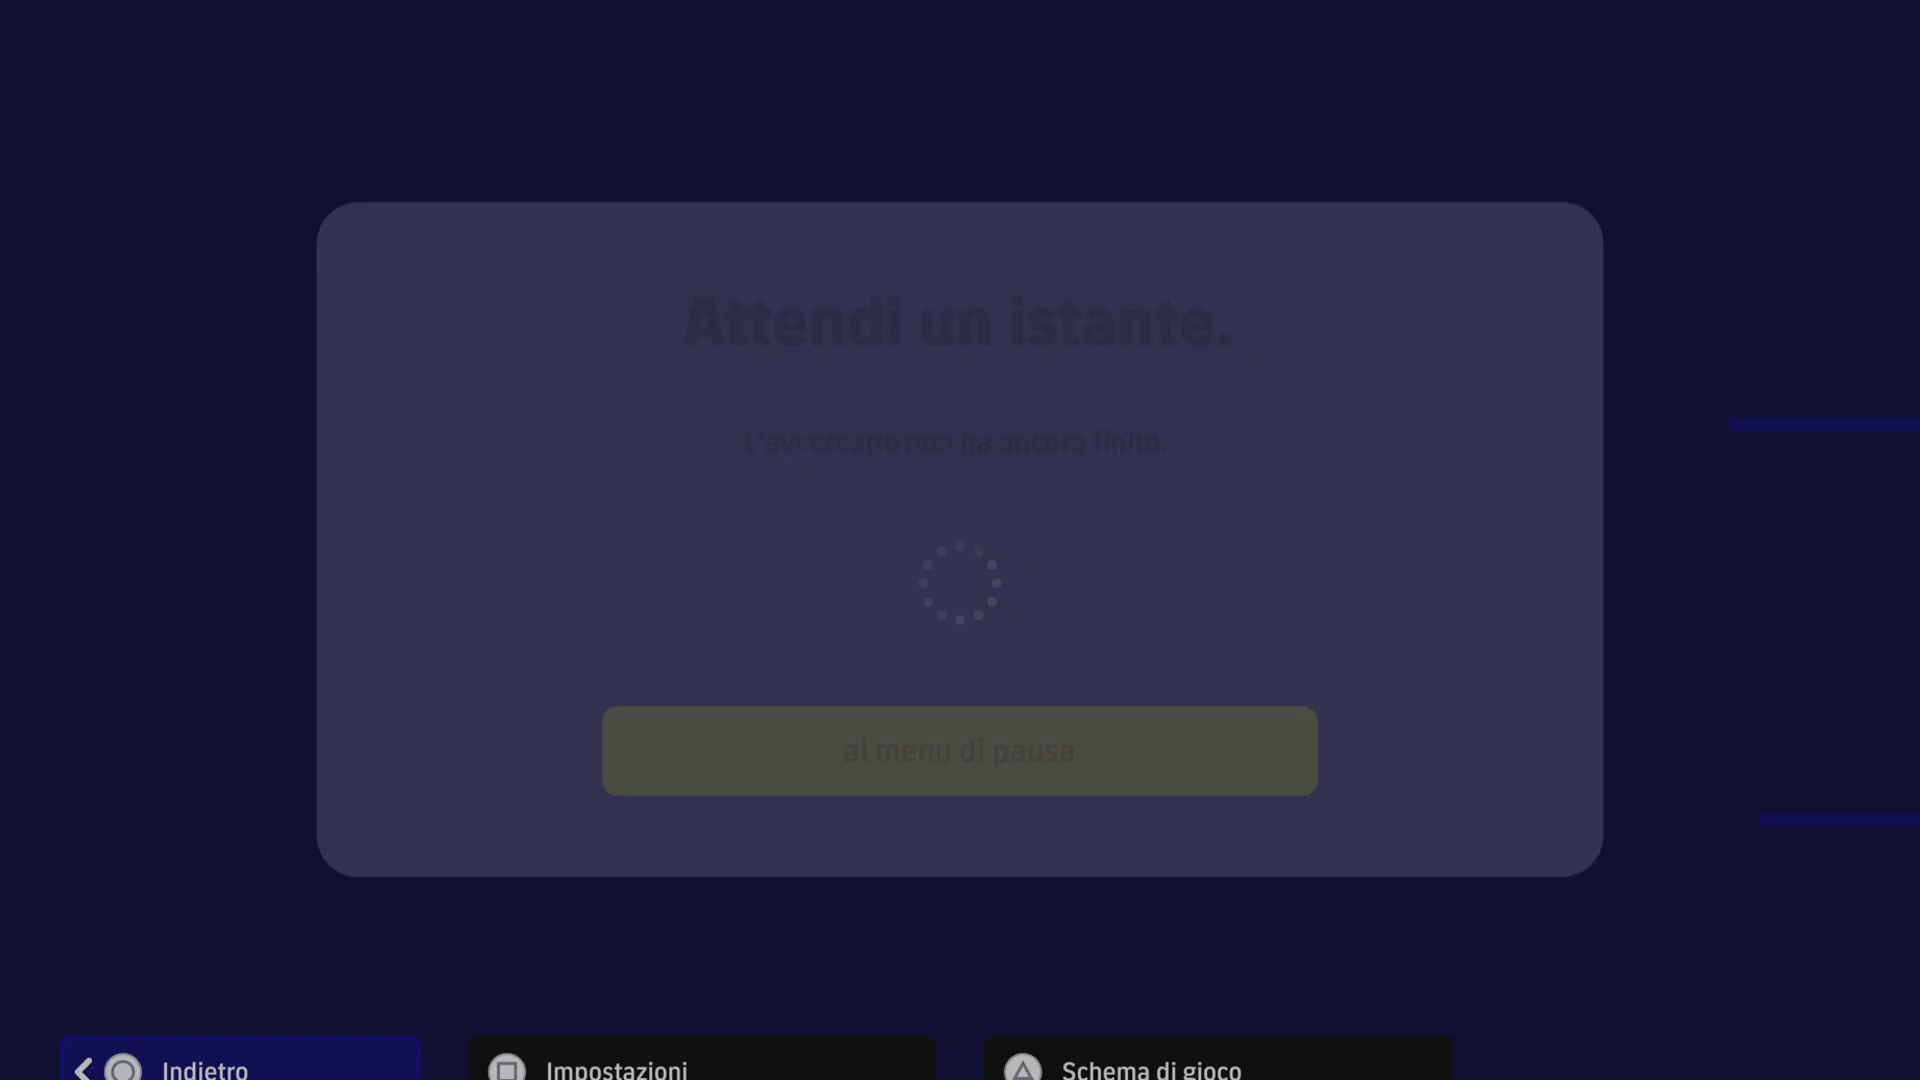 Attendi un istante.
L'avversario non ha ancora finito.
al menu di pausa
Indietro
Impostazioni
Schema di gioco